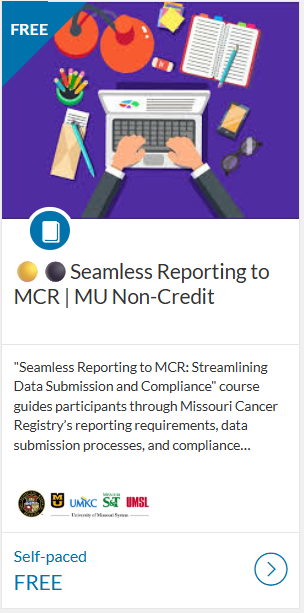 FREE
🟡 ⚫ Seamless Reporting to
MCR | MU Non-Credit
"Seamless Reporting to MCR: Streamlining
Data Submission and Compliance" course
guides participants through Missouri Cancer
Registry's reporting requirements, data
submission processes, and compliance...
MU UMKC S&T UMSL
University of Missouri System
Self-paced
FREE